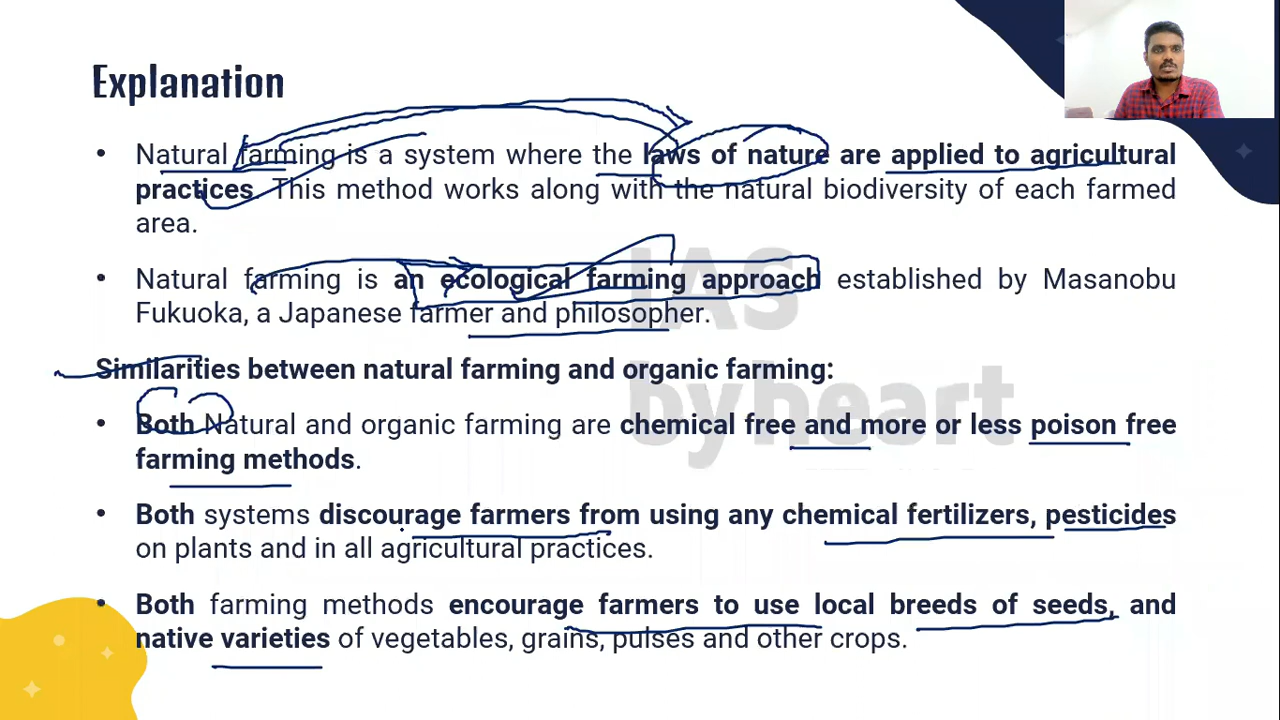 Explanation
• Natural farming is a system where the laws of nature are applied to agricultural
practices. This method works along with the natural biodiversity of each farmed
area.
• Natural farming is an ecological farming approach established by Masanobu
Fukuoka, a Japanese farmer and philosopher.
Similarities between natural farming and organic farming:
• Both Natural and organic farming are chemical free and more or less poison free
farming methods.
• Both systems discourage farmers from using any chemical fertilizers, pesticides
on plants and in all agricultural practices.
• Both farming methods encourage farmers to use local breeds of seeds, and
native varieties of vegetables, grains, pulses and other crops.
IAS
byheart